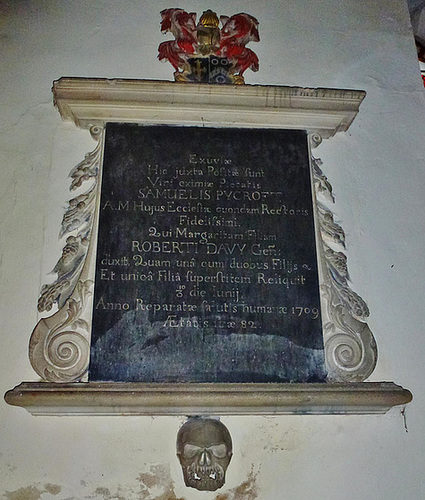 Exuviæ
Hic juxta Positæ sunt
Viri eximiæ Pietatis
SAMUELIS PYCROFT
A.M. Hujus Ecclesiæ quondam Rectoris
Fidelissimi.
Qui Margaritam Filiam
ROBERTI DAVY Gen:
duxit. Quam unà cum duobus Filijs
Et unicâ Filiâ superstitem Reliquit
die Junij
Anno Reparatæ salutis humanæ 1709
Ætatis suæ 82.